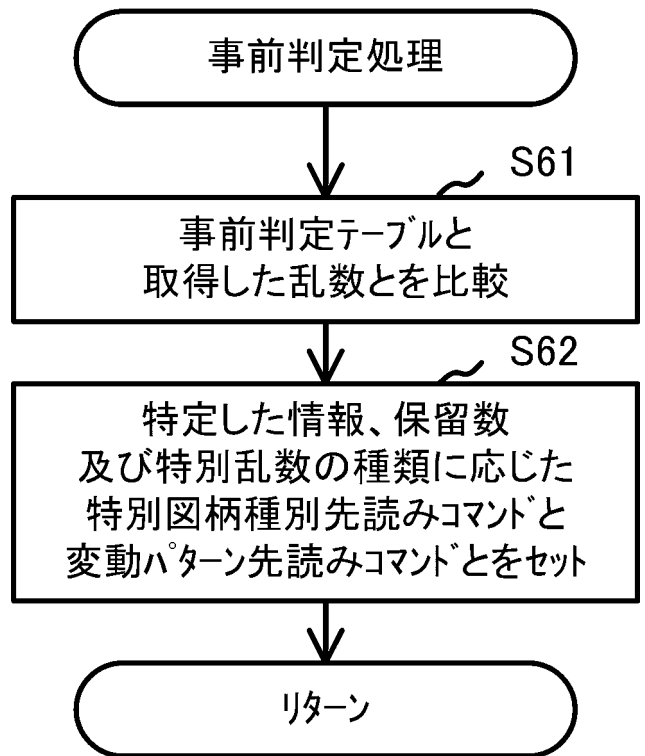 事前判定処理
S61
事前判定ﾃｰﾌﾞﾙと
取得した乱数とを比較
S62
特定した情報、保留数
及び特別乱数の種類に応じた
特別図柄種別先読みｺﾏﾝﾄﾞと
変動ﾊﾟﾀｰﾝ先読みｺﾏﾝﾄﾞとをｾｯﾄ
ﾘﾀｰﾝ